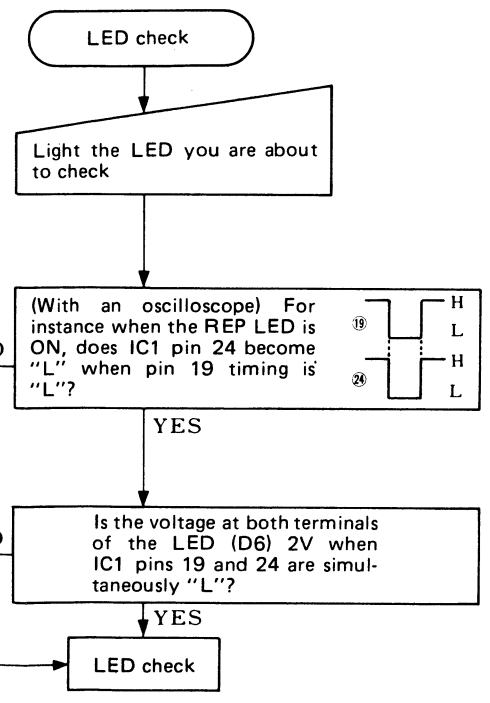 LED check
Light the LED you are about
to check
(With an oscilloscope) For
instance when the REP LED is
ON, does IC1 pin 24 become
"L" when pin 19 timing is
"L"?
⑲
H
L
㉔
H
L
YES
Is the voltage at both terminals
of the LED (D6) 2V when
IC1 pins 19 and 24 are simul-
taneously "L"?
YES
LED check